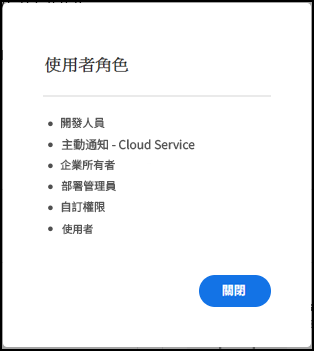 使用者角色
開發人員
主動通知 - Cloud Service
企業所有者
部署管理員
自訂權限
使用者
關閉